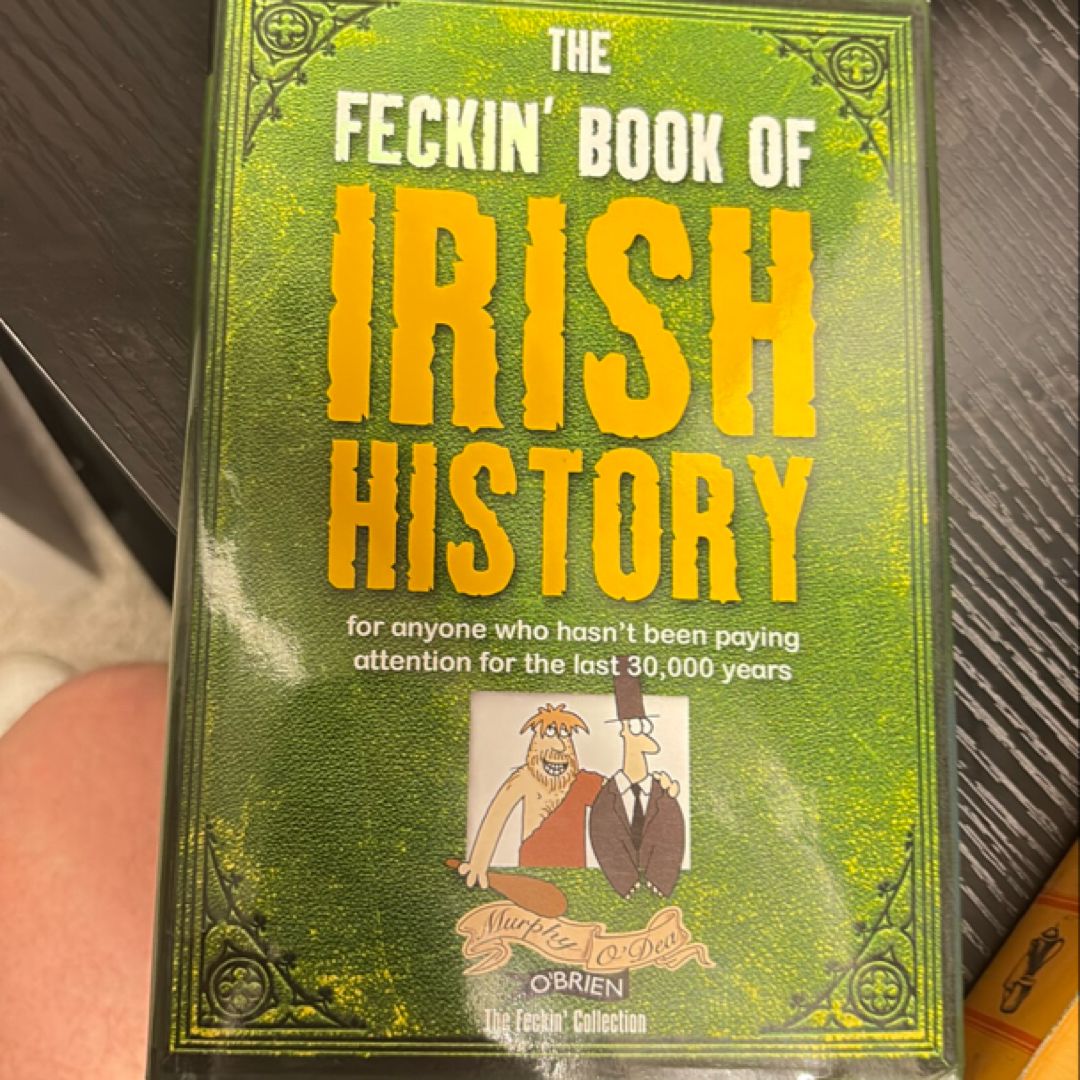 THE
FECKIN' BOOK OF
IRISH
HISTORY
for anyone who hasn't been paying
attention for the last 30,000 years
Murphy O'Dea
O'BRIEN
The Feckin' Collection